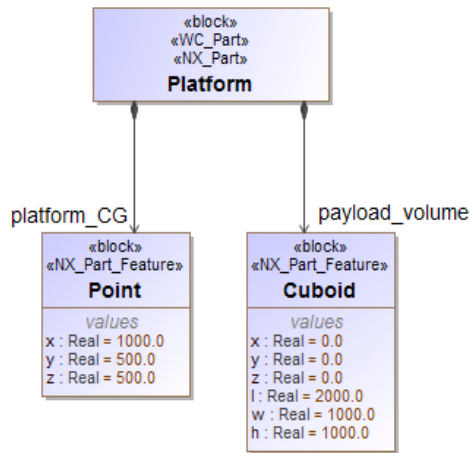 «block»
«WC_Part»
«NX_Part»
Platform
platform_CG
payload_volume
«block»
«NX_Part_Feature»
Point
values
x : Real = 1000.0
y : Real = 500.0
z : Real = 500.0
«block»
«NX_Part_Feature»
Cuboid
values
x : Real = 0.0
y : Real = 0.0
z : Real = 0.0
l : Real = 2000.0
w : Real = 1000.0
h : Real = 1000.0